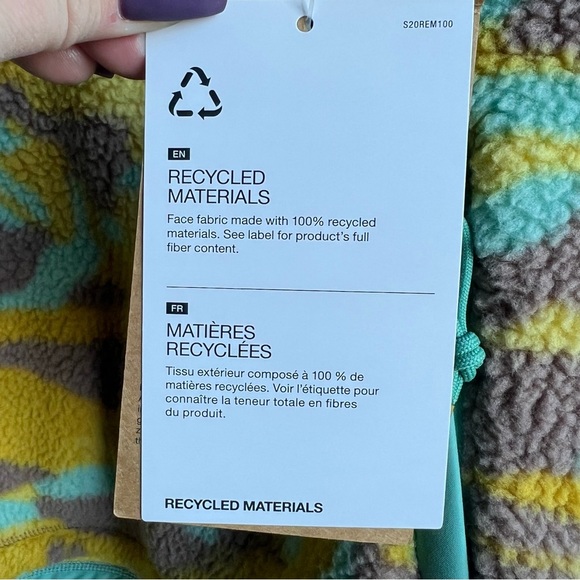 S20REM100
EN
RECYCLED
MATERIALS
Face fabric made with 100% recycled
materials. See label for product's full
fiber content.
FR
MATIÈRES
RECYCLÉES
Tissu extérieur composé à 100 % de
matières recyclées. Voir l'étiquette pour
connaître la teneur totale en fibres
du produit.
RECYCLED MATERIALS